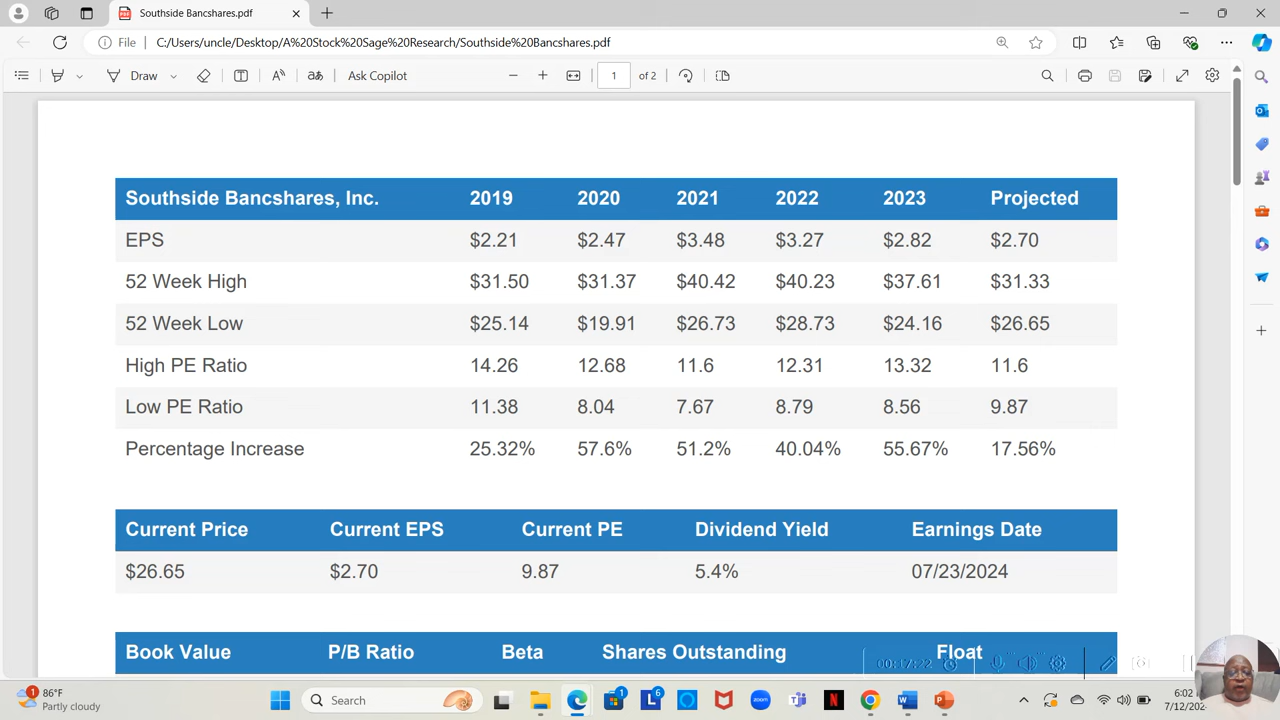 Southside Bancshares.pdf
File C:/Users/uncle/Desktop/A%20Stock%20Sage%20Research/Southside%20Bancshares.pdf
Draw Ask Copilot 1 of 2
Southside Bancshares, Inc. 2019 2020 2021 2022 2023 Projected
EPS $2.21 $2.47 $3.48 $3.27 $2.82 $2.70
52 Week High $31.50 $31.37 $40.42 $40.23 $37.61 $31.33
52 Week Low $25.14 $19.91 $26.73 $28.73 $24.16 $26.65
High PE Ratio 14.26 12.68 11.6 12.31 13.32 11.6
Low PE Ratio 11.38 8.04 7.67 8.79 8.56 9.87
Percentage Increase 25.32% 57.6% 51.2% 40.04% 55.67% 17.56%
Current Price Current EPS Current PE Dividend Yield Earnings Date
$26.65 $2.70 9.87 5.4% 07/23/2024
Book Value P/B Ratio Beta Shares Outstanding Float
00:17:22
86°F
Partly cloudy
Search
6:02
7/12/2